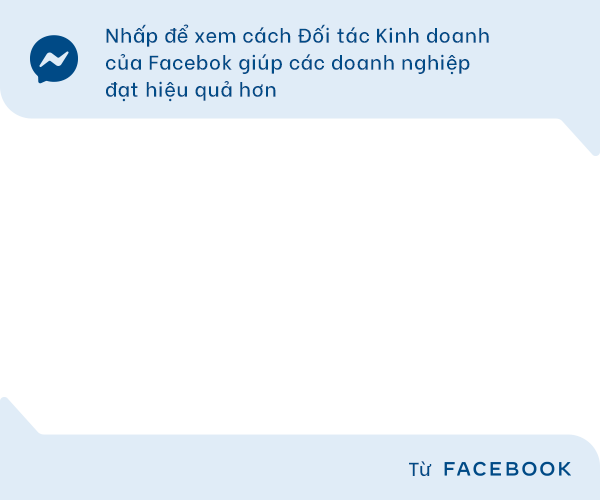 Nhấp để xem cách Đối tác Kinh doanh
của Facebok giúp các doanh nghiệp
đạt hiệu quả hơn
Từ FACEBOOK